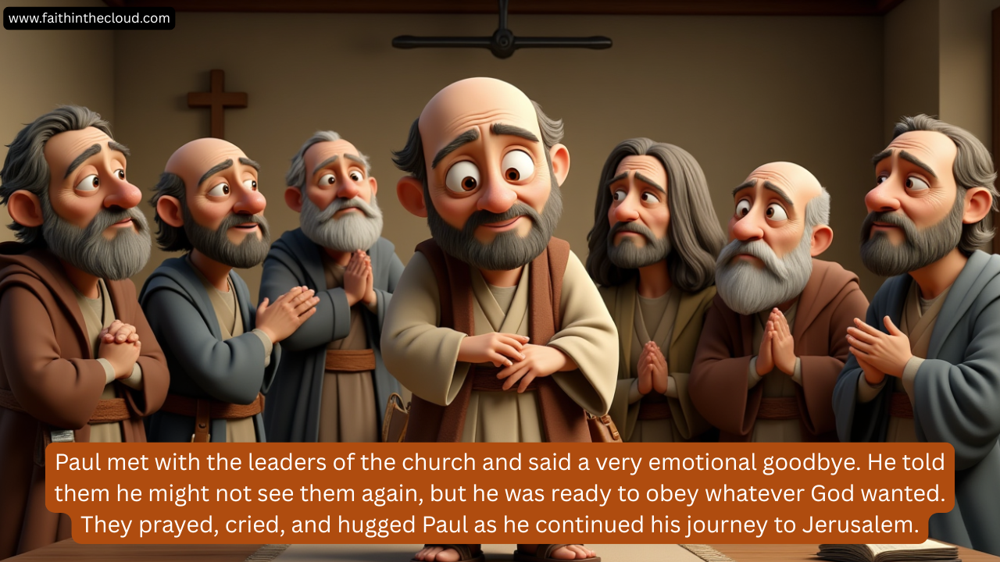 www.faithinthecloud.com
Paul met with the leaders of the church and said a very emotional goodbye. He told
them he might not see them again, but he was ready to obey whatever God wanted.
They prayed, cried, and hugged Paul as he continued his journey to Jerusalem.